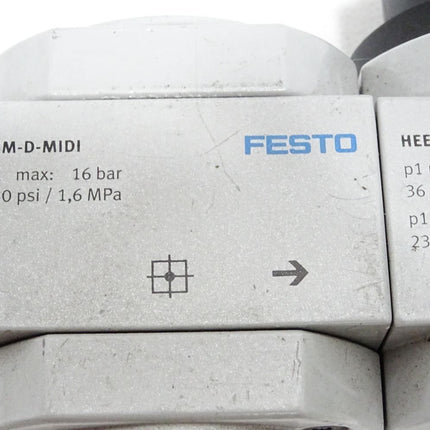 M-D-MIDI
max: 16 bar
0 psi / 1,6 MPa
FESTO
HEE
p1
36
p1
23